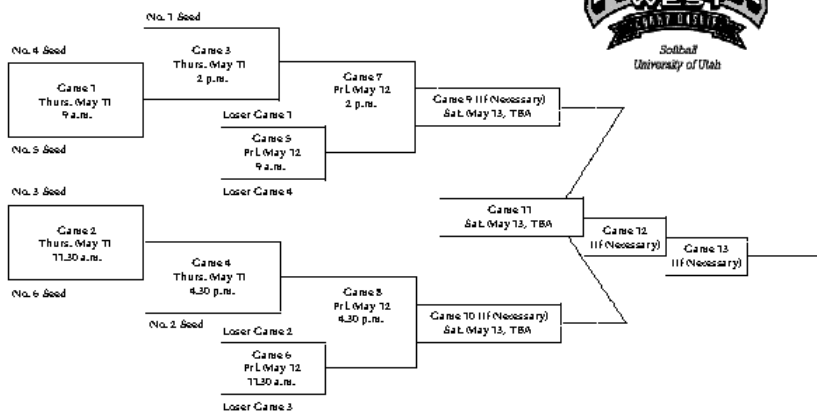 WEST
Softball
University of Utah
No. 1 Seed
No. 4 Seed
Game 3
Thurs. May 11
2 p.m.
Game 1
Thurs. May 11
9 a.m.
Game 7
Fri. May 12
2 p.m.
Game 9 (If Necessary)
Sat. May 13, TBA
Loser Game 1
Game 5
Fri. May 12
9 a.m.
No. 5 Seed
Loser Game 4
No. 3 Seed
Game 2
Thurs. May 11
11.30 a.m.
Game 11
Sat. May 13, TBA
Game 12
(If Necessary)
Game 13
(If Necessary)
Game 4
Thurs. May 11
4.30 p.m.
No. 6 Seed
Game 8
Fri. May 12
4.30 p.m.
Game 10 (If Necessary)
Sat. May 13, TBA
No. 2 Seed
Loser Game 2
Game 6
Fri. May 12
11.30 a.m.
Loser Game 3